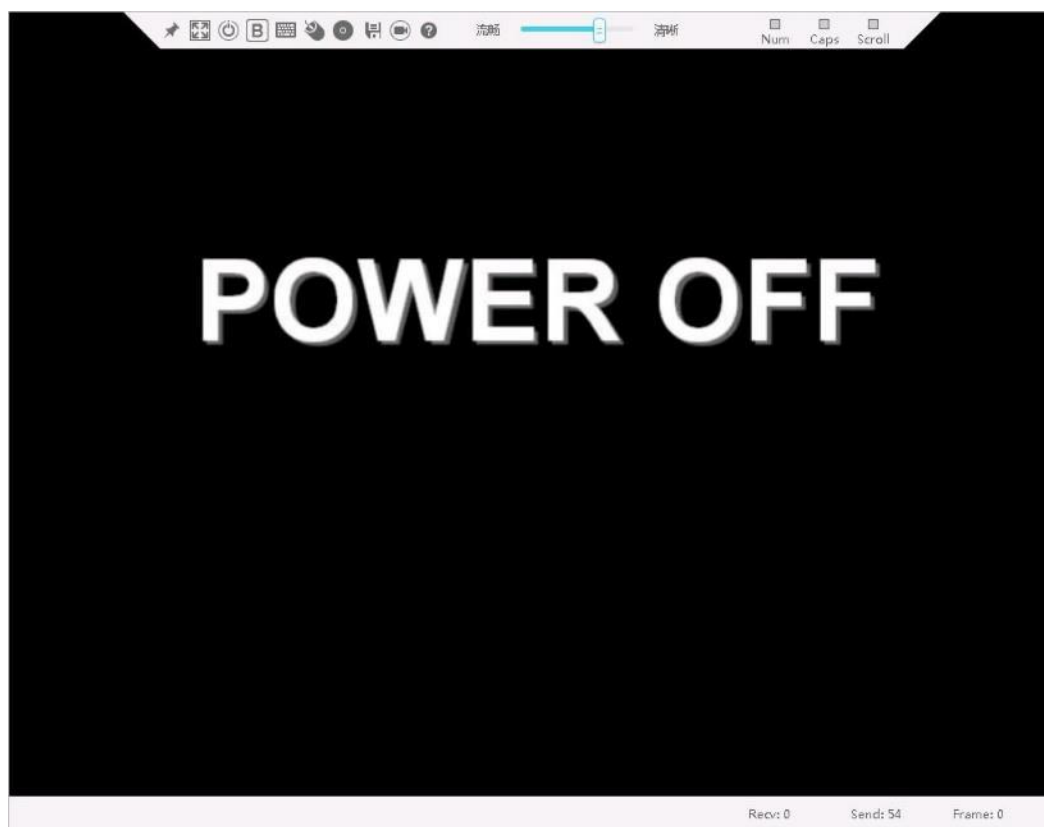 B ? 流畅 清晰 Num Caps Scroll
POWER OFF
Recv: 0 Send: 54 Frame: 0